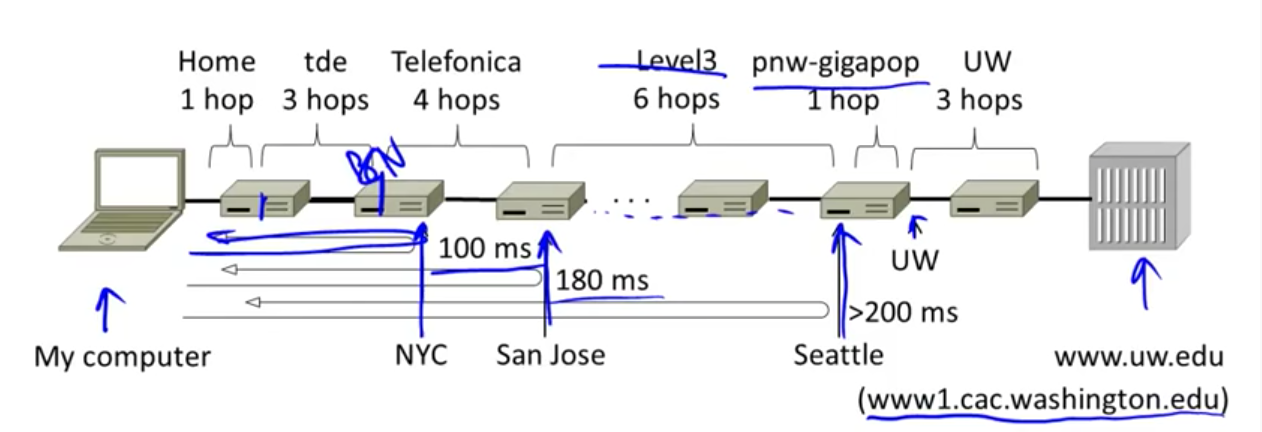 Home tde Telefonica Level3 pnw-gigapop UW
1 hop 3 hops 4 hops 6 hops 1 hop 3 hops
BCN
...
100 ms
UW
180 ms
>200 ms
My computer NYC San Jose Seattle www.uw.edu
(www1.cac.washington.edu)